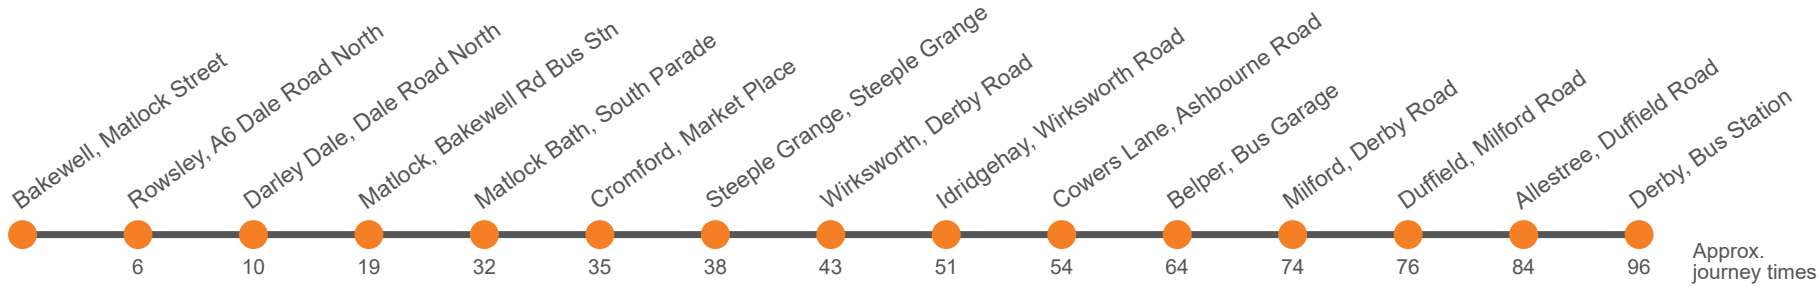 Bakewell, Matlock Street
Rowsley, A6 Dale Road North
Darley Dale, Dale Road North
Matlock, Bakewell Rd Bus Stn
Matlock Bath, South Parade
Cromford, Market Place
Steeple Grange, Steeple Grange
Wirksworth, Derby Road
Idridgehay, Wirksworth Road
Cowers Lane, Ashbourne Road
Belper, Bus Garage
Milford, Derby Road
Duffield, Milford Road
Allestree, Duffield Road
Derby, Bus Station
6 10 19 32 35 38 43 51 54 64 74 76 84 96
Approx.
journey times